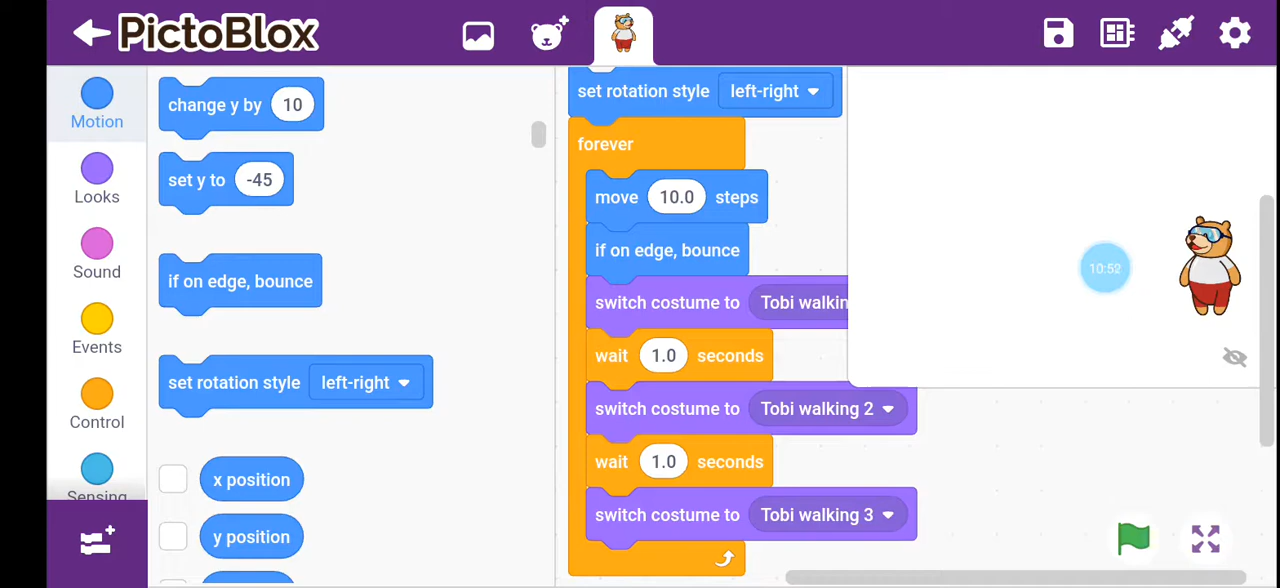 PictoBlox
Motion
Looks
Sound
Events
Control
Sensing
change y by 10
set y to -45
if on edge, bounce
set rotation style left-right
x position
y position
set rotation style left-right
forever
move 10.0 steps
if on edge, bounce
switch costume to Tobi walking
wait 1.0 seconds
switch costume to Tobi walking 2
wait 1.0 seconds
switch costume to Tobi walking 3
10:52